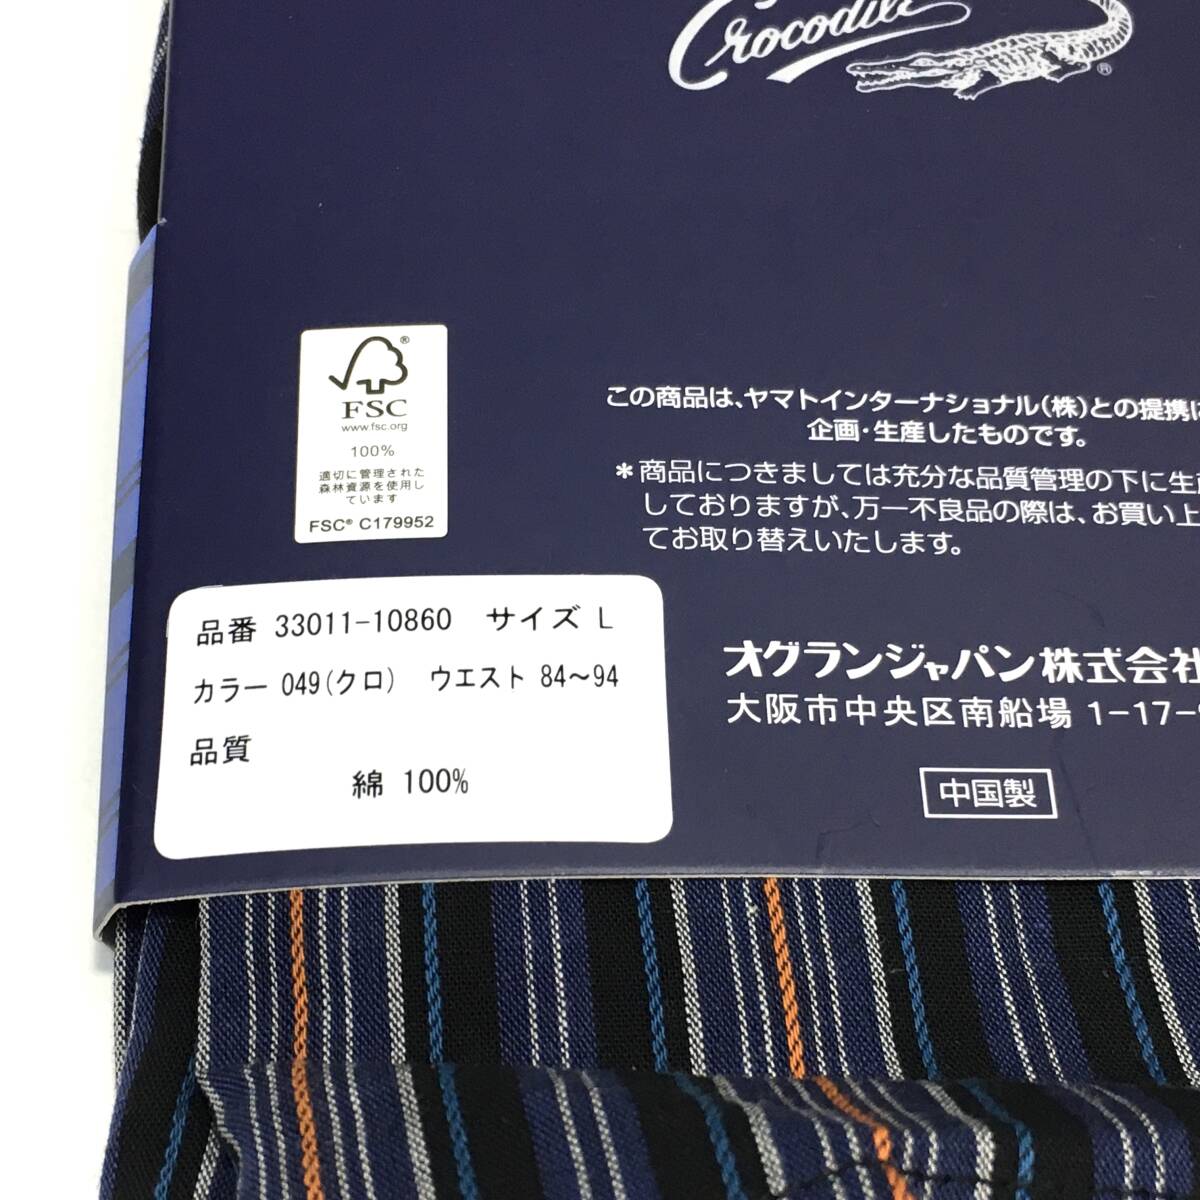 Crocodile
®
®
FSC
www.fsc.org
100%
適切に管理された
森林資源を使用し
ています
FSC® C179952
この商品は、ヤマトインターナショナル(株)との提携に
企画・生産したものです。
*商品につきましては充分な品質管理の下に生産
しておりますが、万一不良品の際は、お買い上
てお取り替えいたします。
品番 33011-10860 サイズ L
カラー 049(クロ) ウエスト 84〜94
品質
綿 100%
オグランジャパン株式会社
大阪市中央区南船場 1-17-
中国製